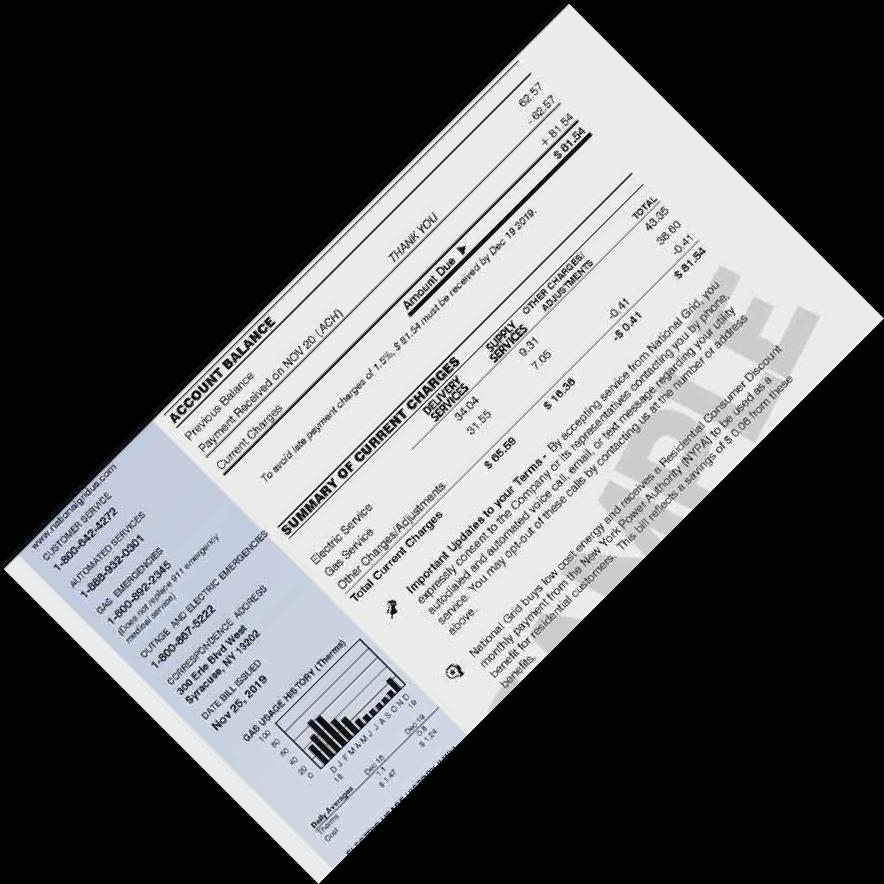 www.nationalgridus.com
CUSTOMER SERVICE
1-800-642-4272
AUTOMATED SERVICES
1-888-932-0301
GAS EMERGENCIES
1-800-892-2345
(Does not replace 911 emergency
medical service)
OUTAGE AND ELECTRIC EMERGENCIES
1-800-867-5222
CORRESPONDENCE ADDRESS
300 Erie Blvd West
Syracuse, NY 13202
DATE BILL ISSUED
Nov 25, 2019
GAS USAGE HISTORY (Therms)
100
80
60
40
20
0
D J F M A M J J A S O N D
18 19
Daily Averages Dec 18 Dec 19
Therms 1.1 0.8
Cost $ 1.47 $ 1.24
ACCOUNT BALANCE
Previous Balance 62.57
Payment Received on NOV 20 (ACH) THANK YOU - 62.57
Current Charges + 81.54
Amount Due ▶ $ 81.54
To avoid late payment charges of 1.5%, $ 81.54 must be received by Dec 19 2019.
SUMMARY OF CURRENT CHARGES
DELIVERY SERVICES SUPPLY SERVICES OTHER CHARGES/ ADJUSTMENTS TOTAL
Electric Service 34.04 9.31 43.35
Gas Service 31.55 7.05 38.60
Other Charges/Adjustments -0.41 -0.41
Total Current Charges $ 65.59 $ 16.36 -$ 0.41 $ 81.54
Important Updates to your Terms - By accepting service from National Grid, you
expressly consent to the Company or its representatives contacting you by phone,
autodialed and automated voice call, email, or text message regarding your utility
service. You may opt-out of these calls by contacting us at the number or address
above.
National Grid buys low cost energy and receives a Residential Consumer Discount
monthly payment from the New York Power Authority (NYPA) to be used as a
benefit for residential customers. This bill reflects a savings of $ 0.06 from these
benefits.